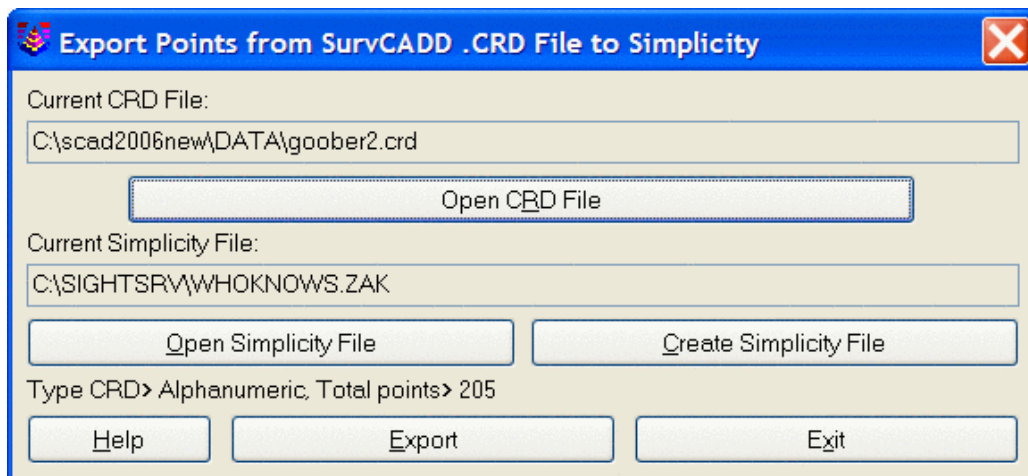 Export Points from SurvCADD .CRD File to Simplicity
Current CRD File:
C:\scad2006new\DATA\goober2.crd
Open CRD File
Current Simplicity File:
C:\SIGHTSRV\WHOKNOWS.ZAK
Open Simplicity File Create Simplicity File
Type CRD> Alphanumeric, Total points> 205
Help Export Exit